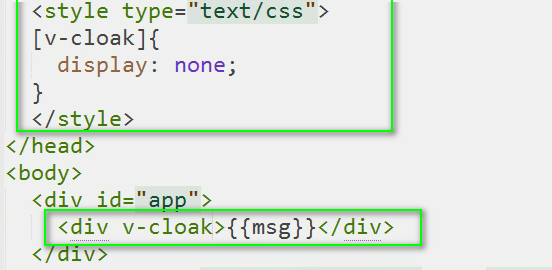 <style type="text/css">
[v-cloak]{
display: none;
}
</style>
</head>
<body>
<div id="app">
<div v-cloak>{{msg}}</div>
</div>